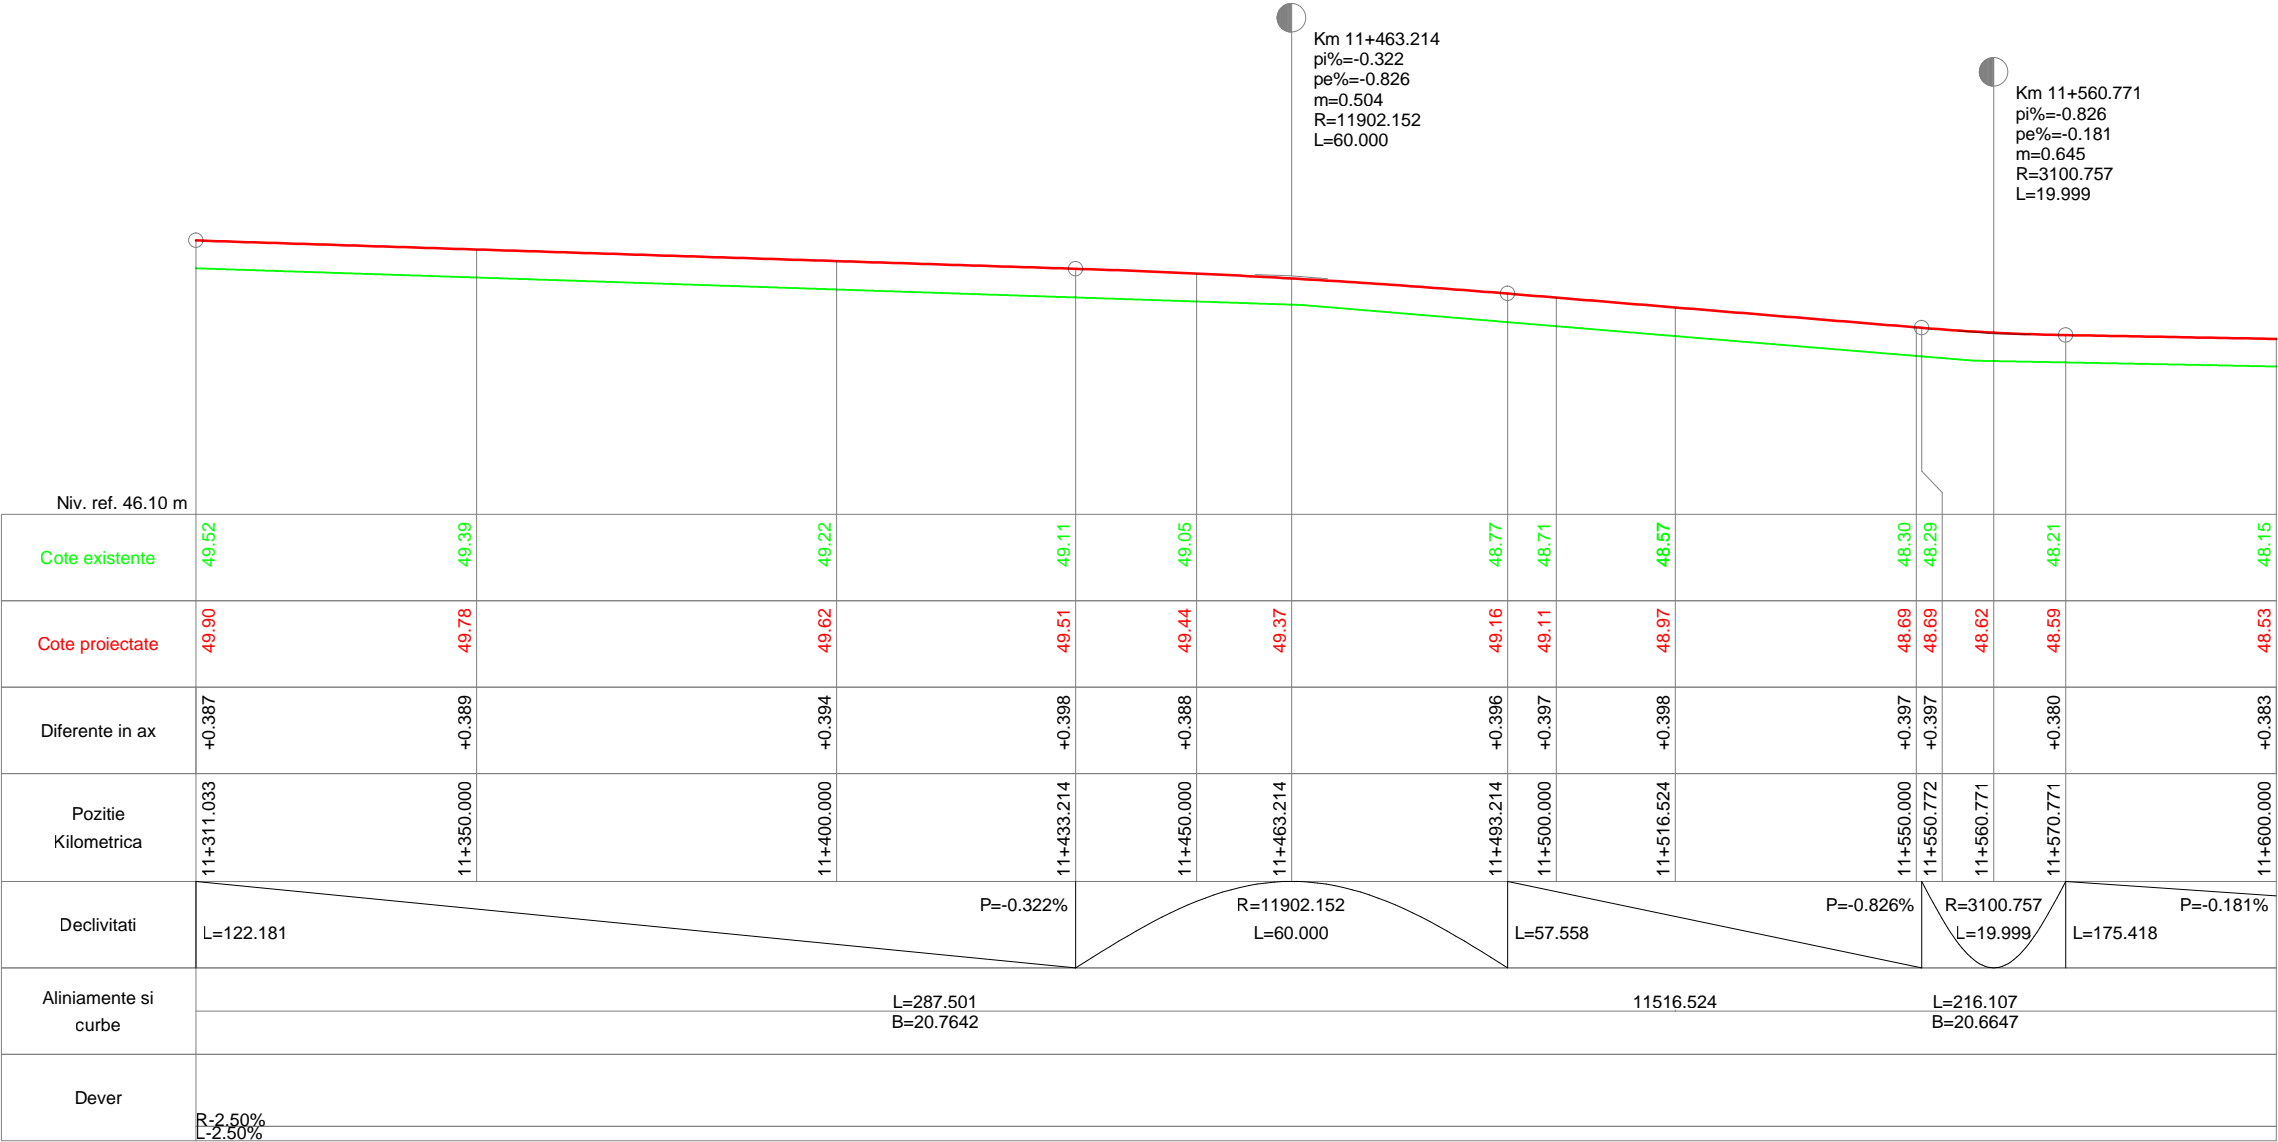 Km 11+463.214
pi%=-0.322
pe%=-0.826
m=0.504
R=11902.152
L=60.000
Km 11+560.771
pi%=-0.826
pe%=-0.181
m=0.645
R=3100.757
L=19.999
Niv. ref. 46.10 m
Cote existente
49.52 49.39 49.22 49.11 49.05 48.77 48.71 48.57 48.30 48.29 48.21 48.15
Cote proiectate
49.90 49.78 49.62 49.51 49.44 49.37 49.16 49.11 48.97 48.69 48.69 48.62 48.59 48.53
Diferente in ax
+0.387 +0.389 +0.394 +0.398 +0.388 +0.396 +0.397 +0.398 +0.397 +0.397 +0.380 +0.383
Pozitie
Kilometrica
11+311.033 11+350.000 11+400.000 11+433.214 11+450.000 11+463.214 11+493.214 11+500.000 11+516.524 11+550.000 11+550.772 11+560.771 11+570.771 11+600.000
Declivitati
P=-0.322% R=11902.152 P=-0.826% R=3100.757 P=-0.181%
L=122.181 L=60.000 L=57.558 L=19.999 L=175.418
Aliniamente si
curbe
L=287.501 11516.524 L=216.107
B=20.7642 B=20.6647
Dever
R-2.50%
L-2.50%